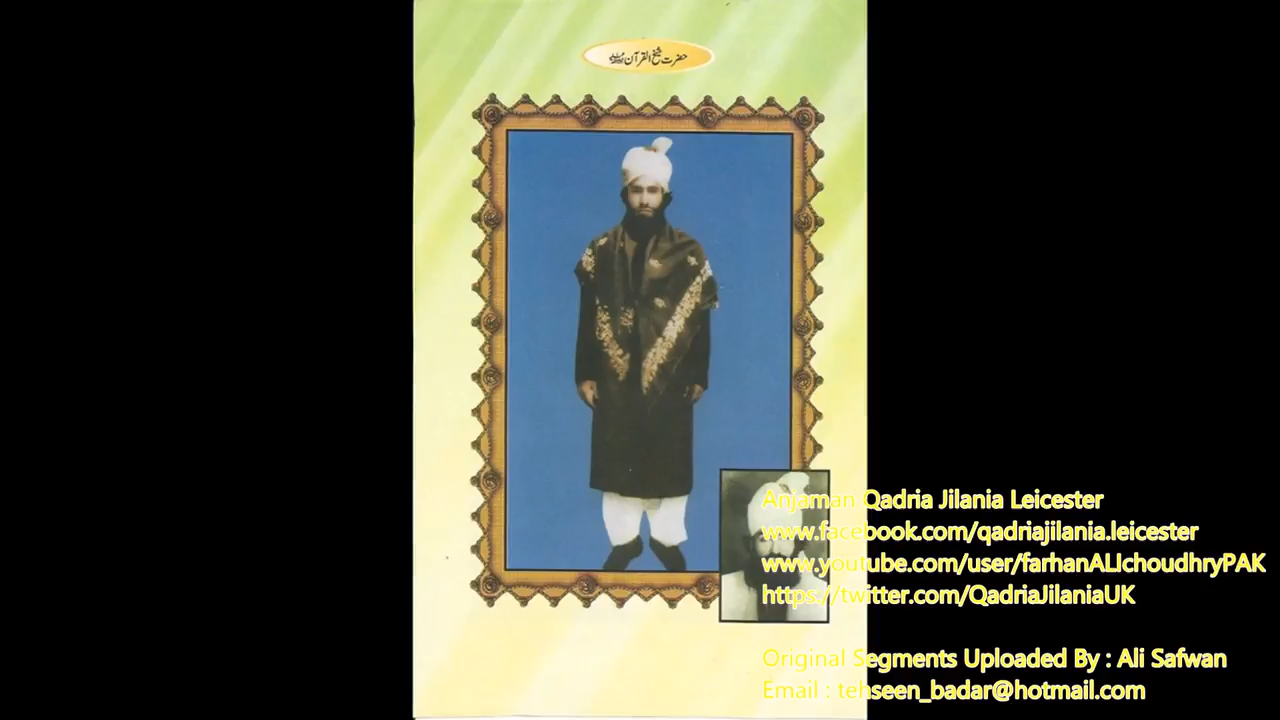 حضرت شیخ القرآن
Anjaman Qadria Jilania Leicester
www.facebook.com/qadriajilania.leicester
www.youtube.com/user/farhanALIchoudhryPAK
https://twitter.com/QadriaJilaniaUK
Original Segments Uploaded By : Ali Safwan
Email : tehseen_badar@hotmail.com